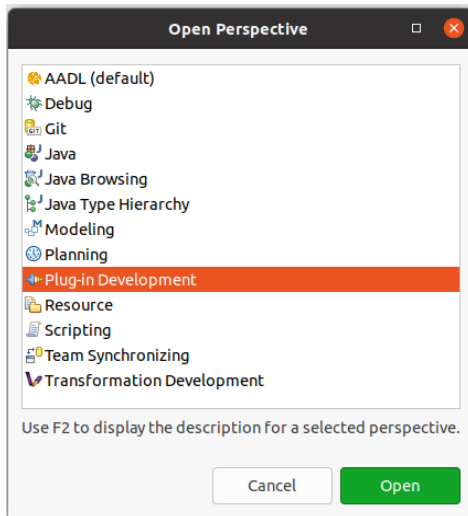 Open Perspective
AADL (default)
Debug
GIT
Git
Java
Java Browsing
Java Type Hierarchy
Modeling
Planning
Plug-in Development
Resource
Scripting
Team Synchronizing
Transformation Development
Use F2 to display the description for a selected perspective.
Cancel
Open